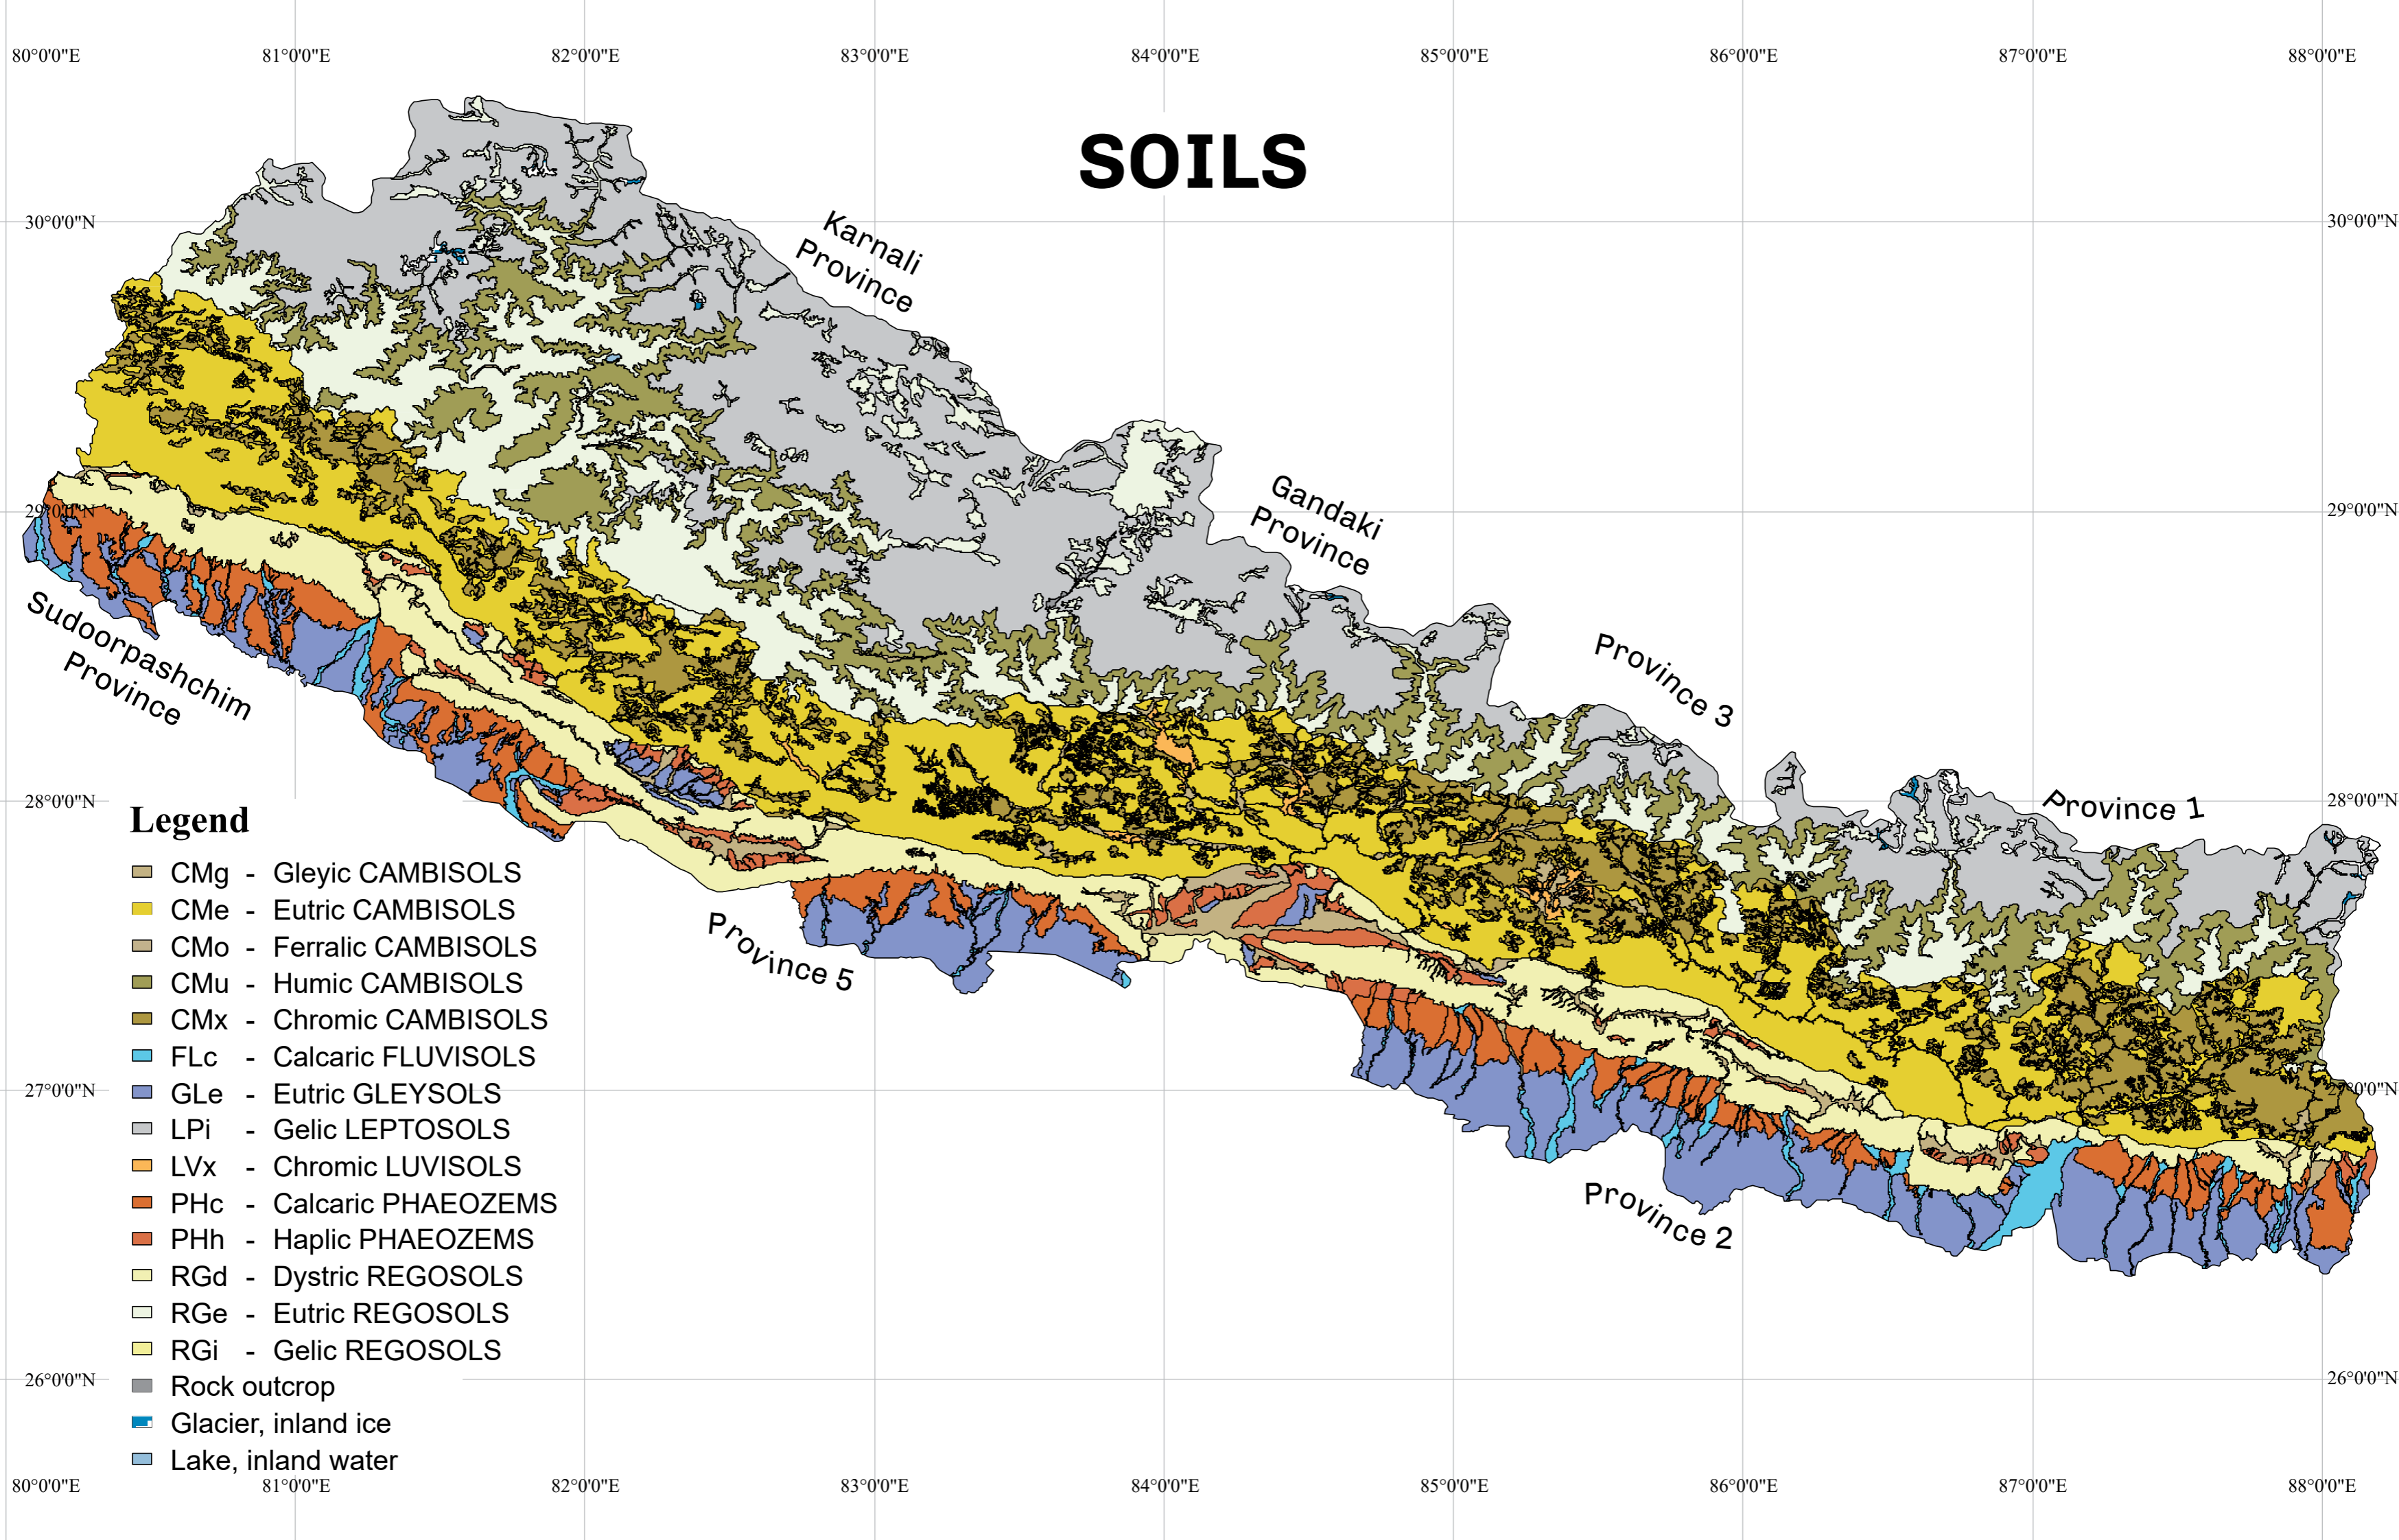 80°0'0"E 81°0'0"E 82°0'0"E 83°0'0"E 84°0'0"E 85°0'0"E 86°0'0"E 87°0'0"E 88°0'0"E
SOILS
30°0'0"N 30°0'0"N
Karnali
Province
Gandaki
Province
29°0'0"N 29°0'0"N
Sudoorpashchim
Province
Province 3
28°0'0"N 28°0'0"N
Province 1
Province 5
Legend
CMg - Gleyic CAMBISOLS
CMe - Eutric CAMBISOLS
CMo - Ferralic CAMBISOLS
CMu - Humic CAMBISOLS
CMx - Chromic CAMBISOLS
FLc - Calcaric FLUVISOLS
GLe - Eutric GLEYSOLS
LPi - Gelic LEPTOSOLS
LVx - Chromic LUVISOLS
PHc - Calcaric PHAEOZEMS
PHh - Haplic PHAEOZEMS
RGd - Dystric REGOSOLS
RGe - Eutric REGOSOLS
RGi - Gelic REGOSOLS
Rock outcrop
Glacier, inland ice
Lake, inland water
27°0'0"N 27°0'0"N
Province 2
26°0'0"N 26°0'0"N
80°0'0"E 81°0'0"E 82°0'0"E 83°0'0"E 84°0'0"E 85°0'0"E 86°0'0"E 87°0'0"E 88°0'0"E